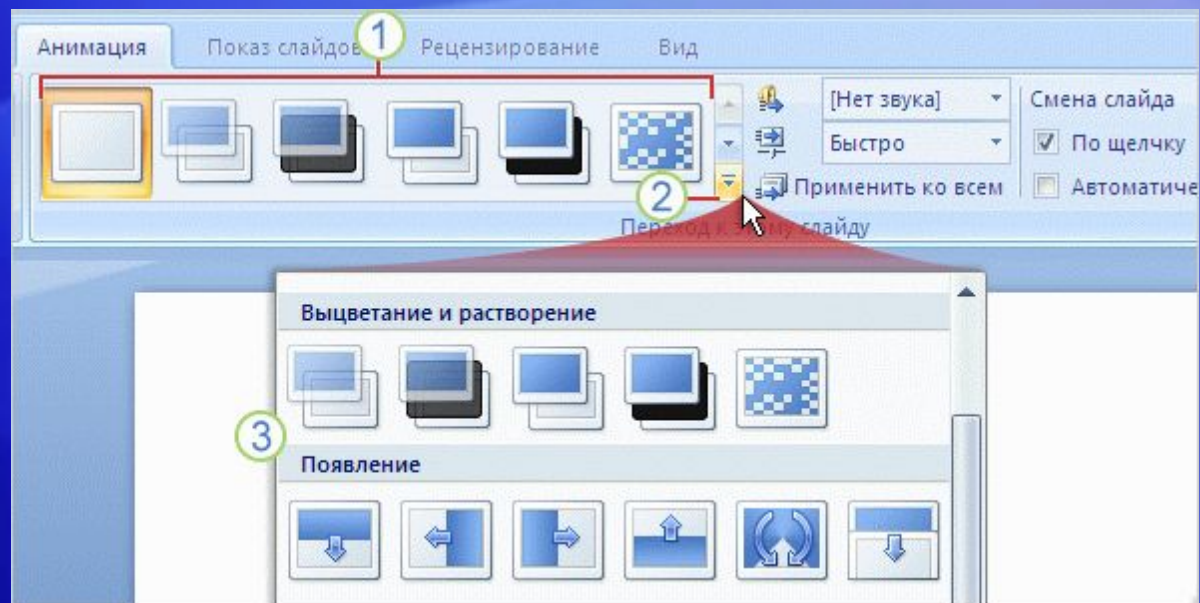 Анимация Показ слайдов 1 Рецензирование Вид
[Нет звука] Смена слайда
Быстро По щелчку
2 Применить ко всем Автоматиче
Переход к этому слайду
Выцветание и растворение
3
Появление